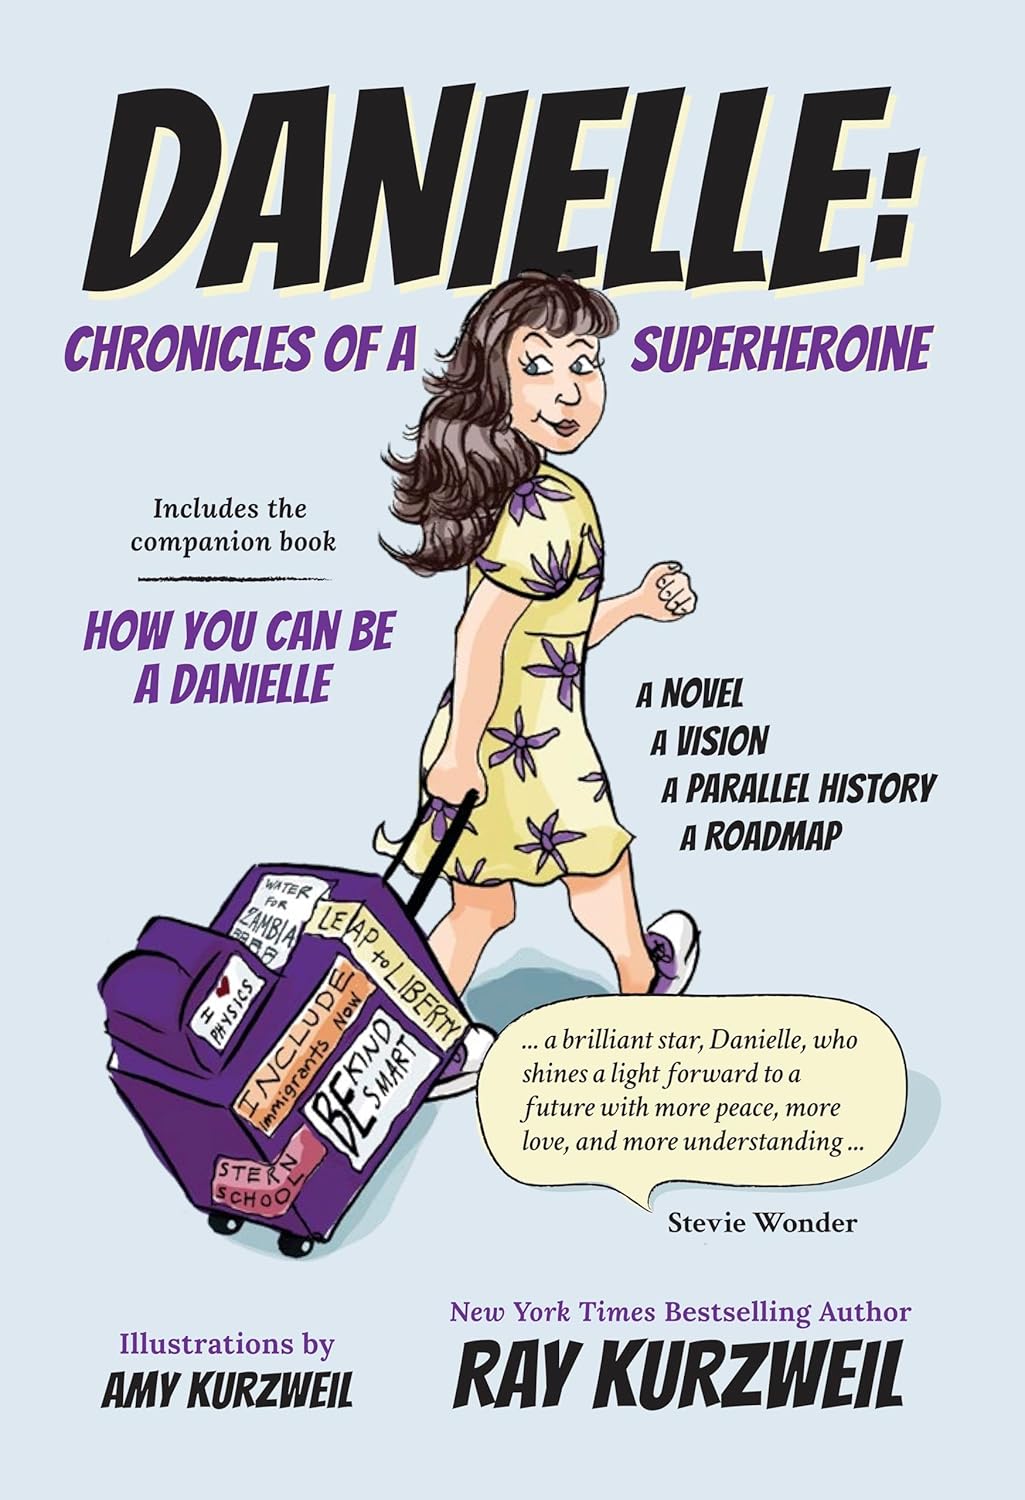 DANIELLE:
CHRONICLES OF A SUPERHEROINE
Includes the
companion book
HOW YOU CAN BE
A DANIELLE
A NOVEL
A VISION
A PARALLEL HISTORY
A ROADMAP
WATER
FOR
ZAMBIA
LEAP to LIBERTY
I ♥
PHYSICS
INCLUDE
Immigrants Now
BE KIND
BE SMART
STERN
SCHOOL
... a brilliant star, Danielle, who
shines a light forward to a
future with more peace, more
love, and more understanding ...
Stevie Wonder
New York Times Bestselling Author
RAY KURZWEIL
Illustrations by
AMY KURZWEIL